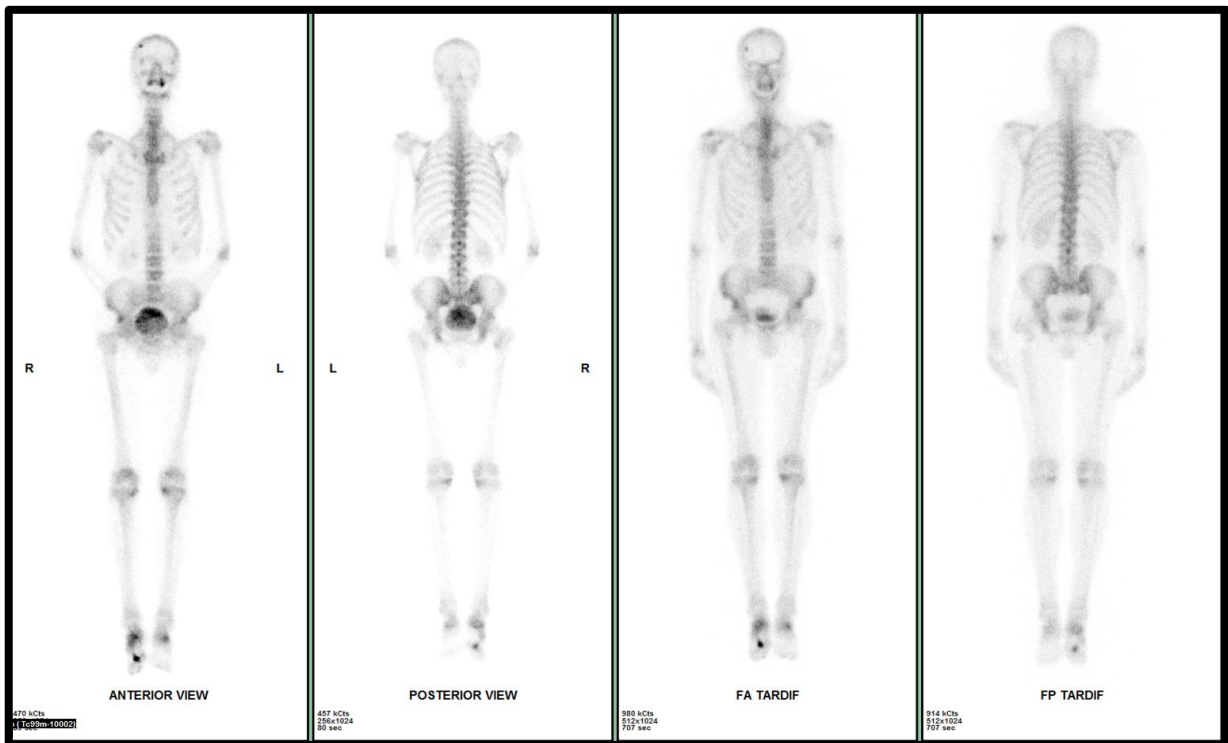 R
L
L
R
ANTERIOR VIEW
POSTERIOR VIEW
FA TARDIF
FP TARDIF
470 kCts
(Tc99m-10002)
457 kCts
256x1024
80 sec
980 kCts
512x1024
707 sec
914 kCts
512x1024
707 sec